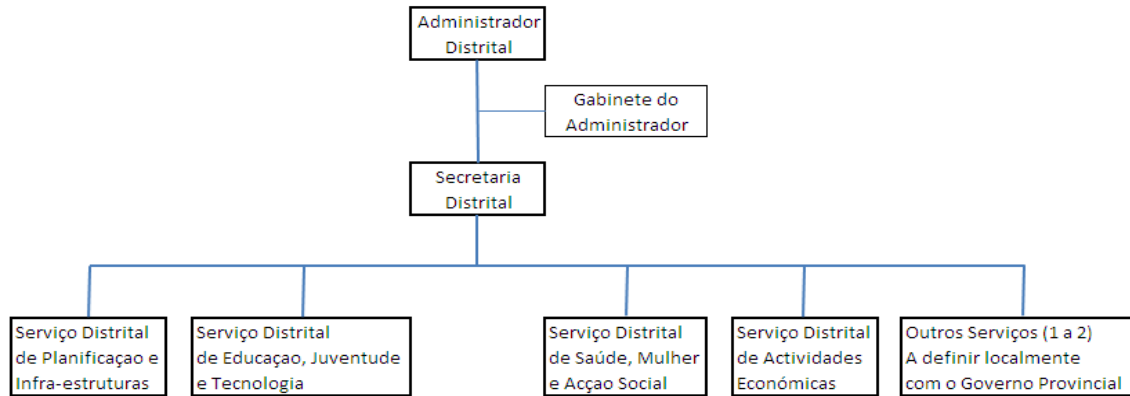 Administrador
Distrital
Gabinete do
Administrador
Secretaria
Distrital
Serviço Distrital
de Planificaçao e
Infra-estruturas
Serviço Distrital
de Educaçao, Juventude
e Tecnologia
Serviço Distrital
de Saúde, Mulher
e Acçao Social
Serviço Distrital
de Actividades
Económicas
Outros Serviços (1 a 2)
A definir localmente
com o Governo Provincial